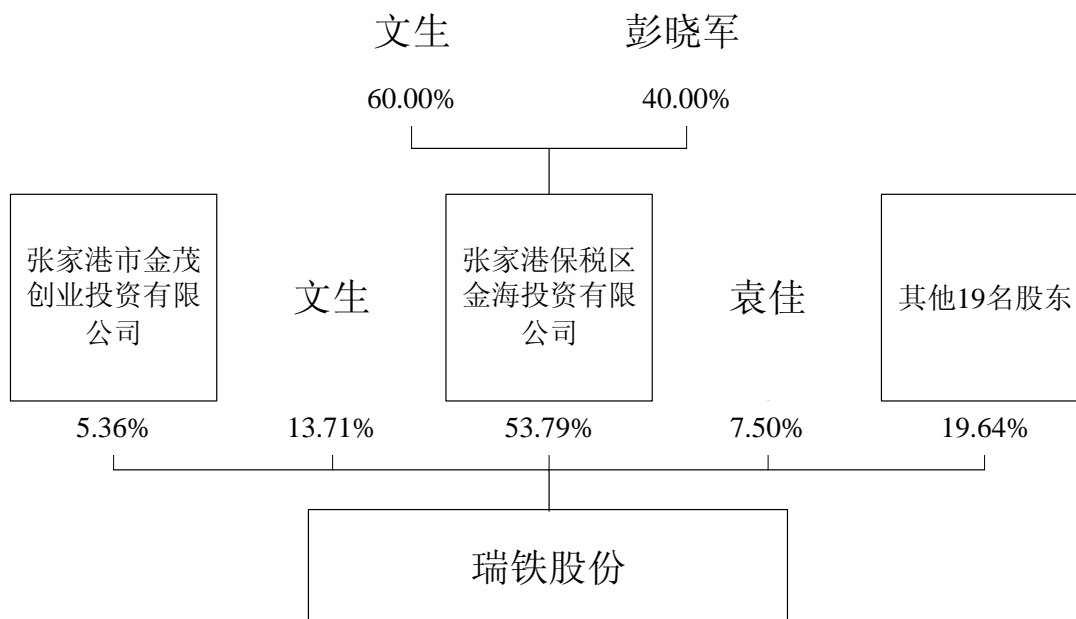 文生
彭晓军
60.00%
40.00%
张家港市金茂
创业投资有限
公司
文生
张家港保税区
金海投资有限
公司
袁佳
其他19名股东
5.36%
13.71%
53.79%
7.50%
19.64%
瑞铁股份